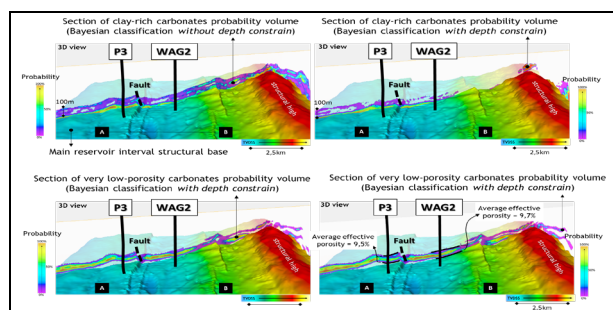 Section of clay-rich carbonates probability volume
(Bayesian classification without depth constrain)
3D view
P3
WAG2
Probability
Fault
100m
structural high
A
B
Main reservoir interval structural base
TVDSS
2,5km
Section of clay-rich carbonates probability volume
(Bayesian classification with depth constrain)
3D view
P3
WAG2
Probability
Fault
100m
structural high
A
B
TVDSS
2,5km
Section of very low-porosity carbonates probability volume
(Bayesian classification with depth constrain)
3D view
P3
WAG2
Probability
Fault
structural high
A
B
TVDSS
Section of very low-porosity carbonates probability volume
(Bayesian classification with depth constrain)
3D view
P3
WAG2
Average effective
porosity = 9,7%
Average effective
porosity = 9,5%
Fault
Probability
structural high
A
B
TVDSS
2.5km